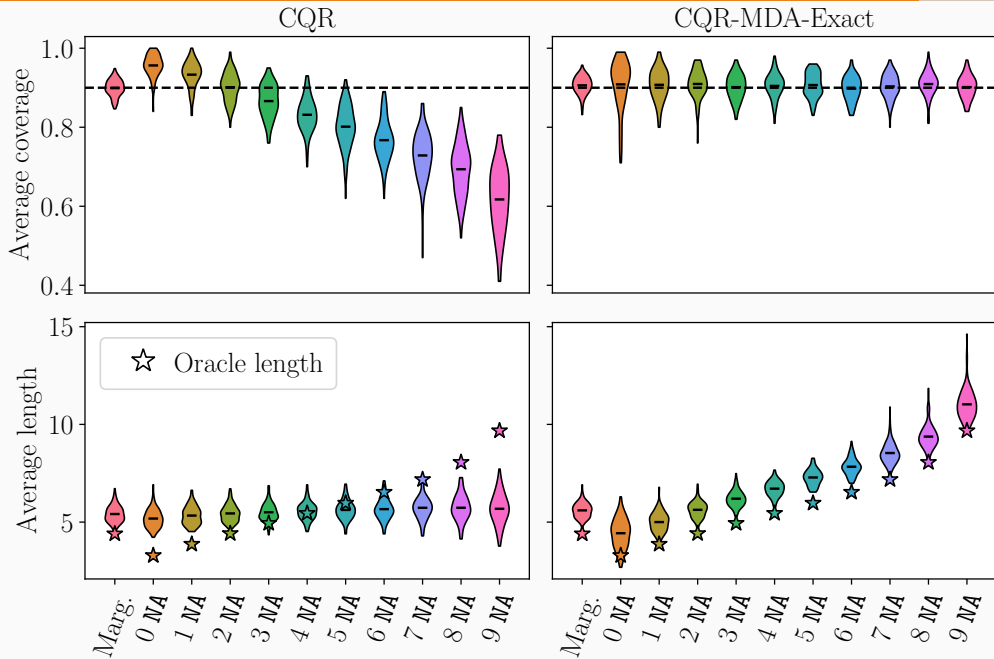 CQR
CQR-MDA-Exact
Average coverage
1.0
0.8
0.6
0.4
Average length
15
10
5
Oracle length
Marg.
0 NA
1 NA
2 NA
3 NA
4 NA
5 NA
6 NA
7 NA
8 NA
9 NA
Marg.
0 NA
1 NA
2 NA
3 NA
4 NA
5 NA
6 NA
7 NA
8 NA
9 NA